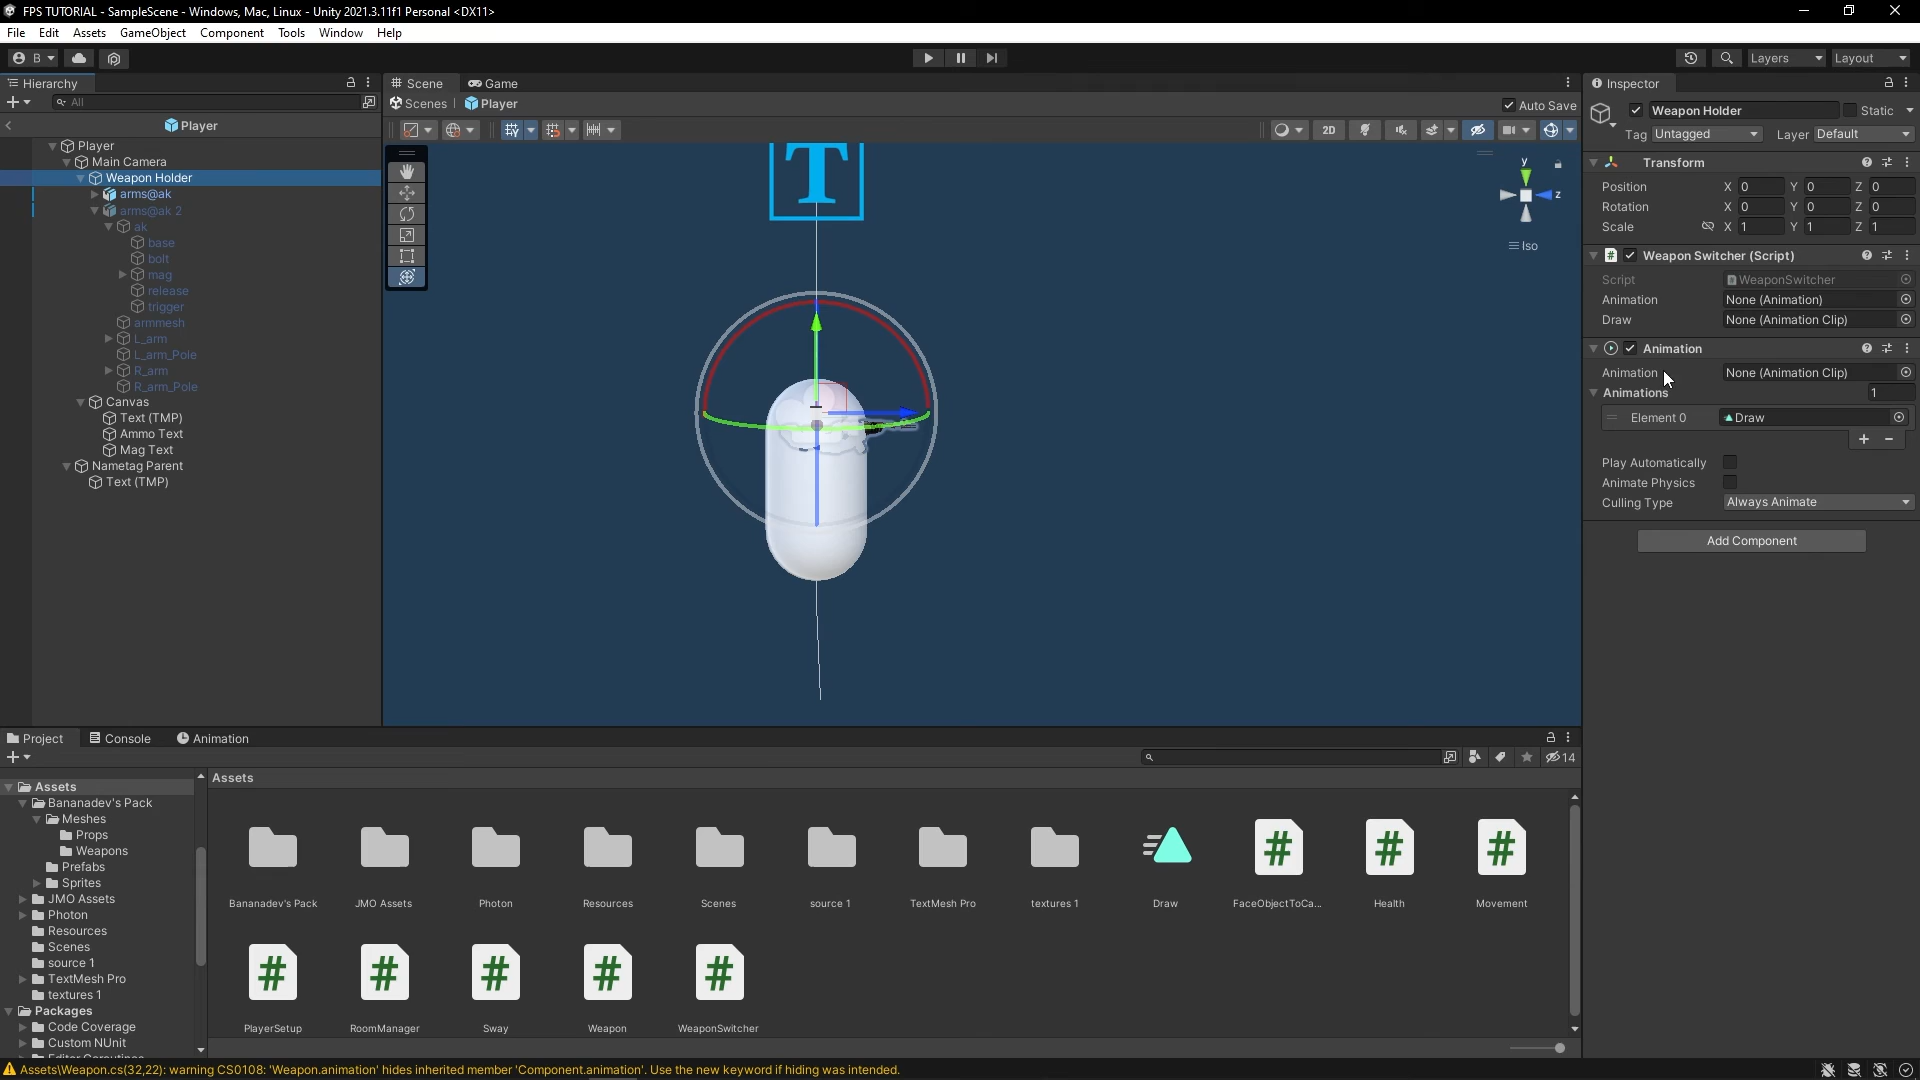 FPS TUTORIAL - SampleScene - Windows, Mac, Linux - Unity 2021.3.11f1 Personal <DX11>
File Edit Assets GameObject Component Tools Window Help
B
Layers
Layout
Hierarchy
All
Player
Player
Main Camera
Weapon Holder
arms@ak
arms@ak 2
ak
base
bolt
mag
release
trigger
armmesh
L_arm
L_arm_Pole
R_arm
R_arm_Pole
Canvas
Text (TMP)
Ammo Text
Mag Text
Nametag Parent
Text (TMP)
Scene
Game
Scenes
Player
Auto Save
2D
T
y
z
Iso
Inspector
Weapon Holder
Static
Tag Untagged
Layer Default
Transform
Position X 0 Y 0 Z 0
Rotation X 0 Y 0 Z 0
Scale X 1 Y 1 Z 1
# Weapon Switcher (Script)
Script WeaponSwitcher
Animation None (Animation)
Draw None (Animation Clip)
Animation
Animation None (Animation Clip)
Animations 1
Element 0 Draw
+ −
Play Automatically
Animate Physics
Culling Type Always Animate
Add Component
Project
Console
Animation
14
Assets
Bananadev's Pack
Meshes
Props
Weapons
Prefabs
Sprites
JMO Assets
Photon
Resources
Scenes
source 1
TextMesh Pro
textures 1
Packages
Code Coverage
Custom NUnit
Assets
Bananadev's Pack
JMO Assets
Photon
Resources
Scenes
source 1
TextMesh Pro
textures 1
Draw
# FaceObjectToCa...
# Health
# Movement
# PlayerSetup
# RoomManager
# Sway
# Weapon
# WeaponSwitcher
Assets\Weapon.cs(32,22): warning CS0108: 'Weapon.animation' hides inherited member 'Component.animation'. Use the new keyword if hiding was intended.